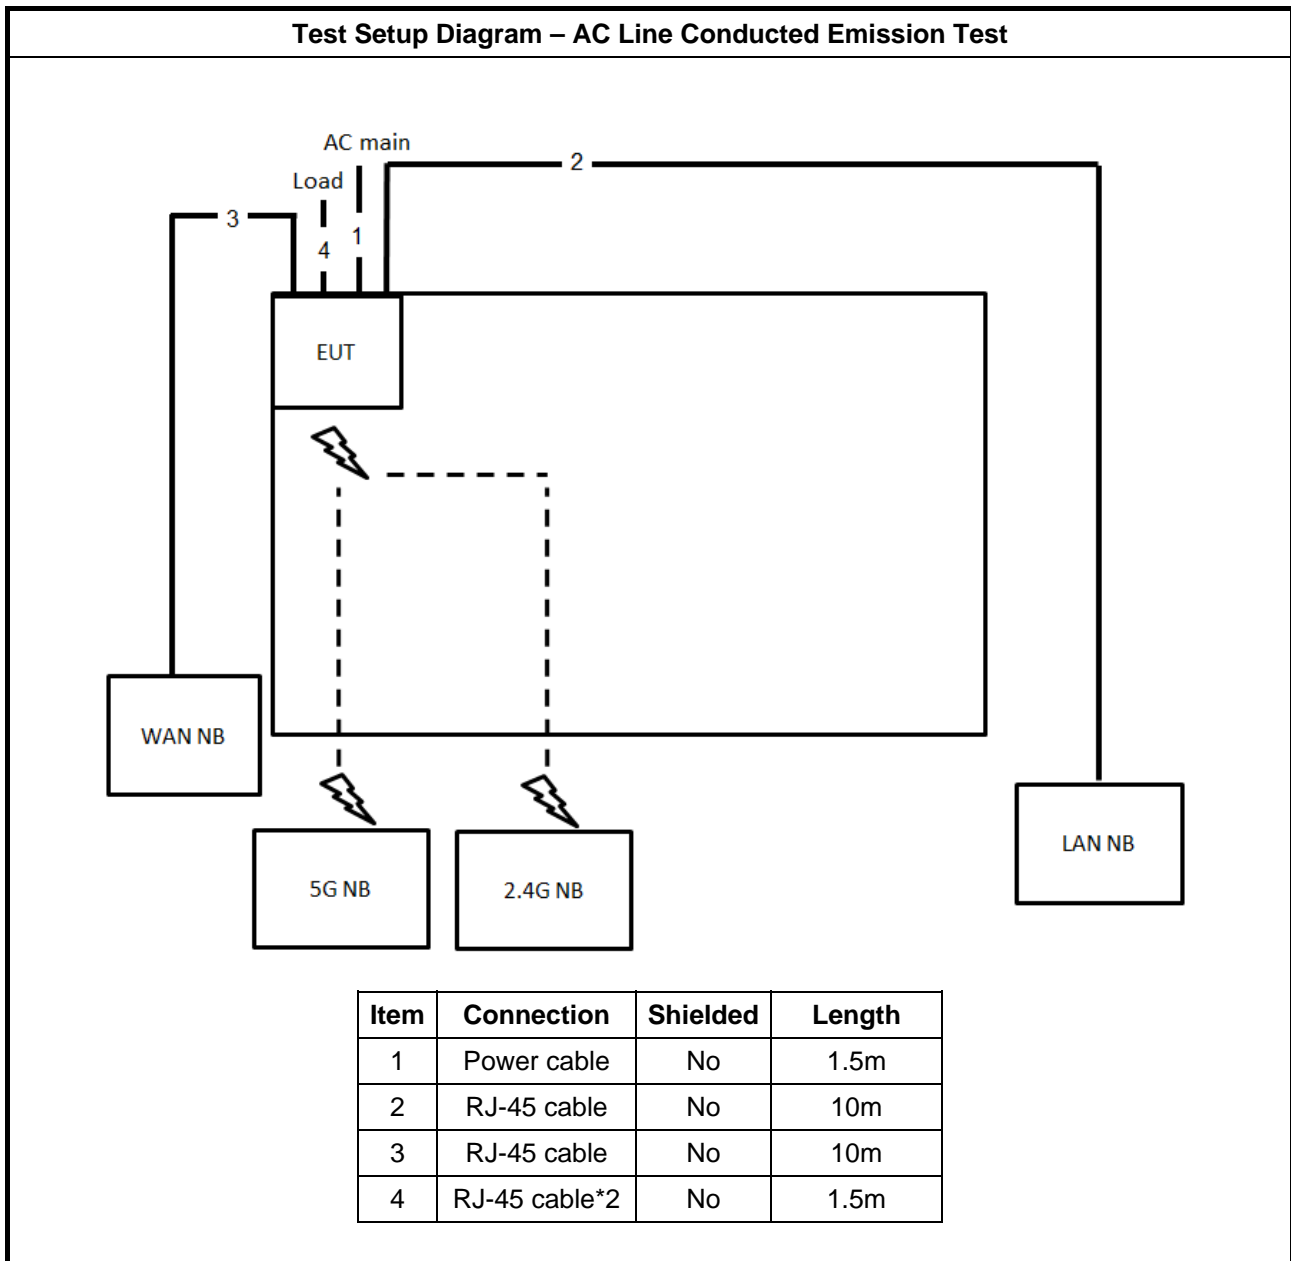 Test Setup Diagram – AC Line Conducted Emission Test
AC main
2
Load
3
1
4
EUT
WAN NB
LAN NB
5G NB
2.4G NB
Item Connection Shielded Length
1 Power cable No 1.5m
2 RJ-45 cable No 10m
3 RJ-45 cable No 10m
4 RJ-45 cable*2 No 1.5m